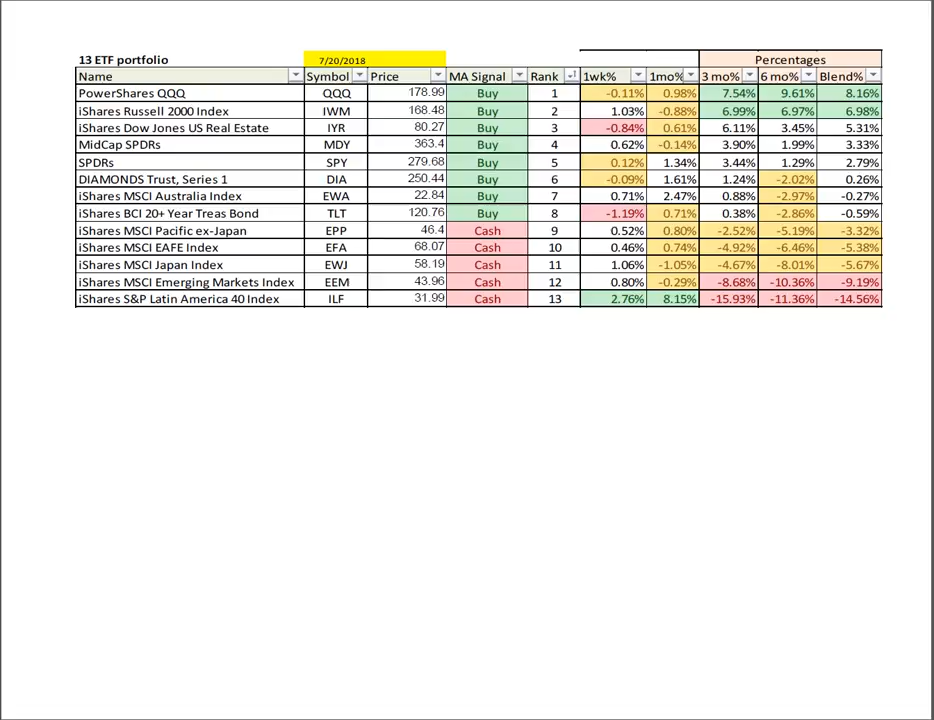 13 ETF portfolio 7/20/2018 Percentages
Name Symbol Price MA Signal Rank 1wk% 1mo% 3 mo% 6 mo% Blend%
PowerShares QQQ QQQ 178.99 Buy 1 -0.11% 0.98% 7.54% 9.61% 8.16%
iShares Russell 2000 Index IWM 168.48 Buy 2 1.03% -0.88% 6.99% 6.97% 6.98%
iShares Dow Jones US Real Estate IYR 80.27 Buy 3 -0.84% 0.61% 6.11% 3.45% 5.31%
MidCap SPDRs MDY 363.4 Buy 4 0.62% -0.14% 3.90% 1.99% 3.33%
SPDRs SPY 279.68 Buy 5 0.12% 1.34% 3.44% 1.29% 2.79%
DIAMONDS Trust, Series 1 DIA 250.44 Buy 6 -0.09% 1.61% 1.24% -2.02% 0.26%
iShares MSCI Australia Index EWA 22.84 Buy 7 0.71% 2.47% 0.88% -2.97% -0.27%
iShares BCI 20+ Year Treas Bond TLT 120.76 Buy 8 -1.19% 0.71% 0.38% -2.86% -0.59%
iShares MSCI Pacific ex-Japan EPP 46.4 Cash 9 0.52% 0.80% -2.52% -5.19% -3.32%
iShares MSCI EAFE Index EFA 68.07 Cash 10 0.46% 0.74% -4.92% -6.46% -5.38%
iShares MSCI Japan Index EWJ 58.19 Cash 11 1.06% -1.05% -4.67% -8.01% -5.67%
iShares MSCI Emerging Markets Index EEM 43.96 Cash 12 0.80% -0.29% -8.68% -10.36% -9.19%
iShares S&P Latin America 40 Index ILF 31.99 Cash 13 2.76% 8.15% -15.93% -11.36% -14.56%